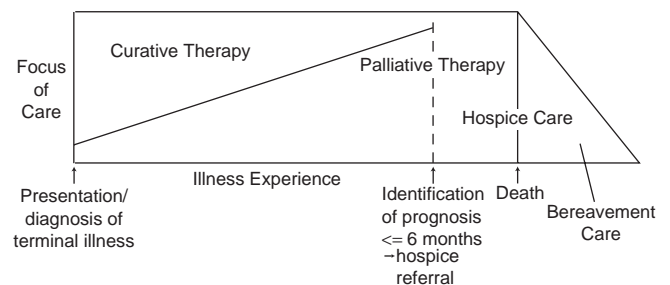 Curative Therapy
Focus
of
Care
Palliative Therapy
Hospice Care
Illness Experience
Presentation/
diagnosis of
terminal illness
Identification
of prognosis
<= 6 months
→hospice
referral
Death
Bereavement
Care